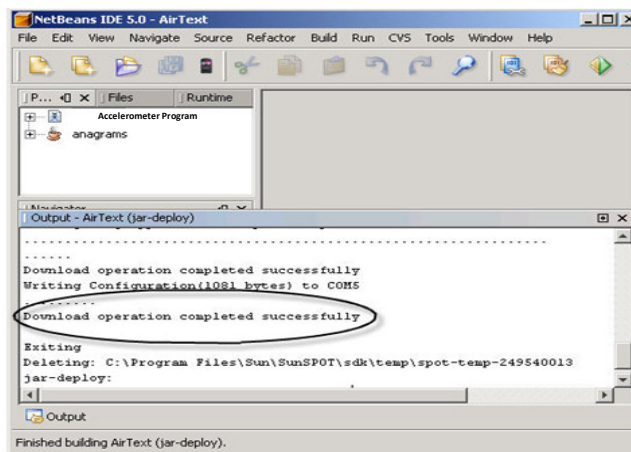 NetBeans IDE 5.0 - AirText
File Edit View Navigate Source Refactor Build Run CVS Tools Window Help
P... Files Runtime
Accelerometer Program
anagrams
Navigator
Output - AirText (jar-deploy)
................................................................
......
Download operation completed successfully
Writing Configuration(1081 bytes) to COM5
.........
Download operation completed successfully
Exiting
Deleting: C:\Program Files\Sun\SunSPOT\sdk\temp\spot-temp-249540013
jar-deploy:
Output
Finished building AirText (jar-deploy).